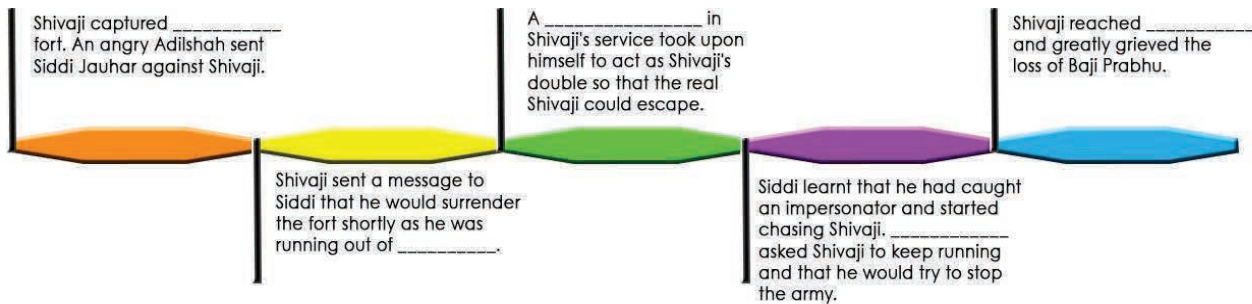 Shivaji captured ___________
fort. An angry Adilshah sent
Siddi Jauhar against Shivaji.
Shivaji sent a message to
Siddi that he would surrender
the fort shortly as he was
running out of __________.
A ________________ in
Shivaji's service took upon
himself to act as Shivaji's
double so that the real
Shivaji could escape.
Siddi learnt that he had caught
an impersonator and started
chasing Shivaji. ____________
asked Shivaji to keep running
and that he would try to stop
the army.
Shivaji reached ___________
and greatly grieved the
loss of Baji Prabhu.